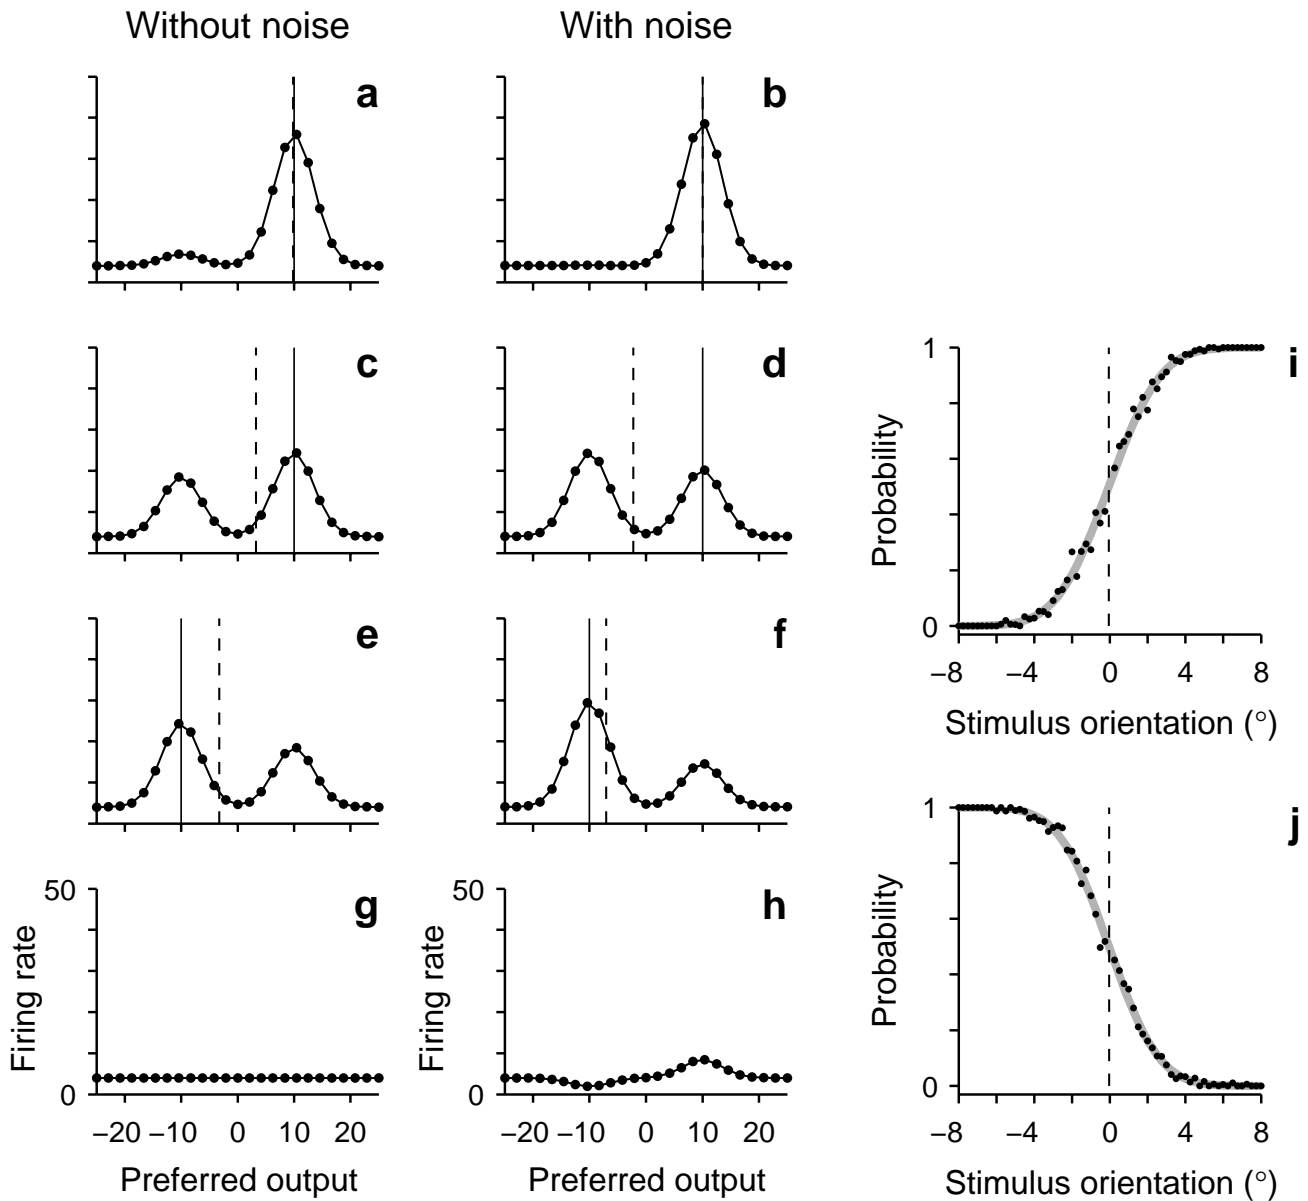 Without noise
With noise
a
b
c
d
i
1
Probability
0
−8 −4 0 4 8
Stimulus orientation (°)
e
f
j
1
Probability
0
−8 −4 0 4 8
Stimulus orientation (°)
g
50
Firing rate
0
−20 −10 0 10 20
Preferred output
h
50
Firing rate
0
−20 −10 0 10 20
Preferred output